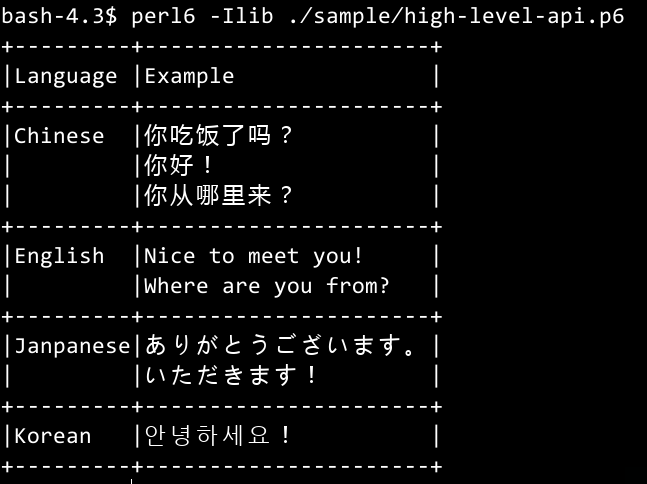 bash-4.3$ perl6 -Ilib ./sample/high-level-api.p6
+---------+---------------------+
|Language |Example              |
+---------+---------------------+
|Chinese  |你吃饭了吗？         |
|         |你好！               |
|         |你从哪里来？         |
+---------+---------------------+
|English  |Nice to meet you!    |
|         |Where are you from?  |
+---------+---------------------+
|Janpanese|ありがとうございます。|
|         |いただきます！       |
+---------+---------------------+
|Korean   |안녕하세요！         |
+---------+---------------------+